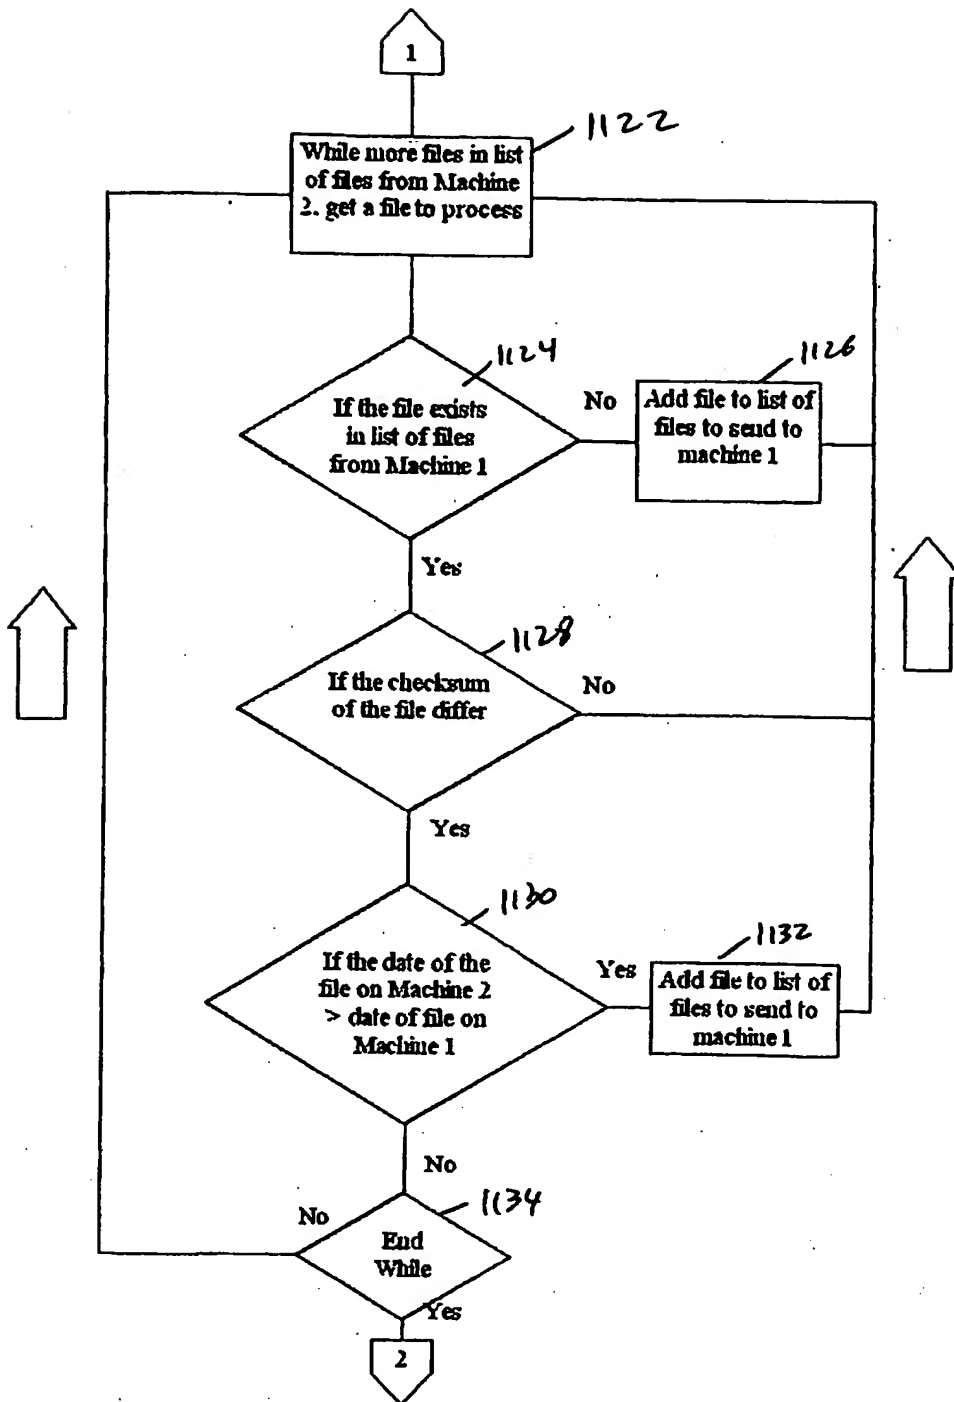 1
1122
While more files in list
of files from Machine
2. get a file to process
1124
If the file exists
in list of files
from Machine 1
No
1126
Add file to list of
files to send to
machine 1
Yes
1128
If the checksum
of the file differ
No
Yes
1130
If the date of the
file on Machine 2
> date of file on
Machine 1
Yes
1132
Add file to list of
files to send to
machine 1
No
1134
No
End
While
Yes
2